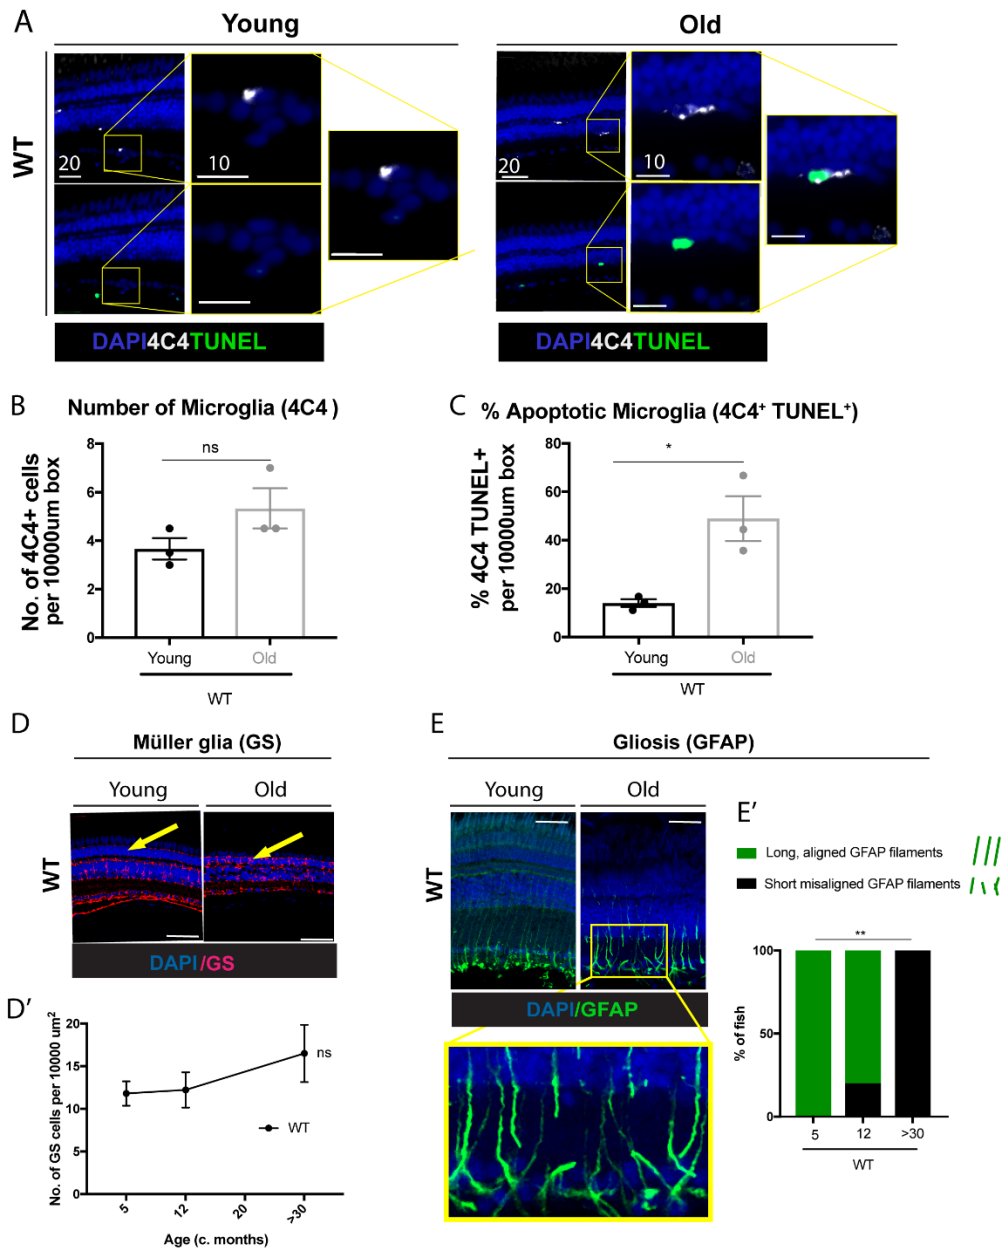 A
Young
Old
WT
20
10
20
10
DAPI4C4TUNEL
DAPI4C4TUNEL
B
Number of Microglia (4C4 )
ns
No. of 4C4+ cells
per 10000um box
8
6
4
2
0
Young
Old
WT
C
% Apoptotic Microglia (4C4⁺ TUNEL⁺)
*
% 4C4 TUNEL+
per 10000um box
80
60
40
20
0
Young
Old
WT
D
Müller glia (GS)
Young
Old
WT
DAPI/GS
D'
No. of GS cells per 10000 um²
20
15
10
5
0
ns
WT
5
12
20
>30
Age (c. months)
E
Gliosis (GFAP)
Young
Old
WT
DAPI/GFAP
E'
Long, aligned GFAP filaments
Short misaligned GFAP filaments
**
% of fish
100
50
0
5
12
>30
WT